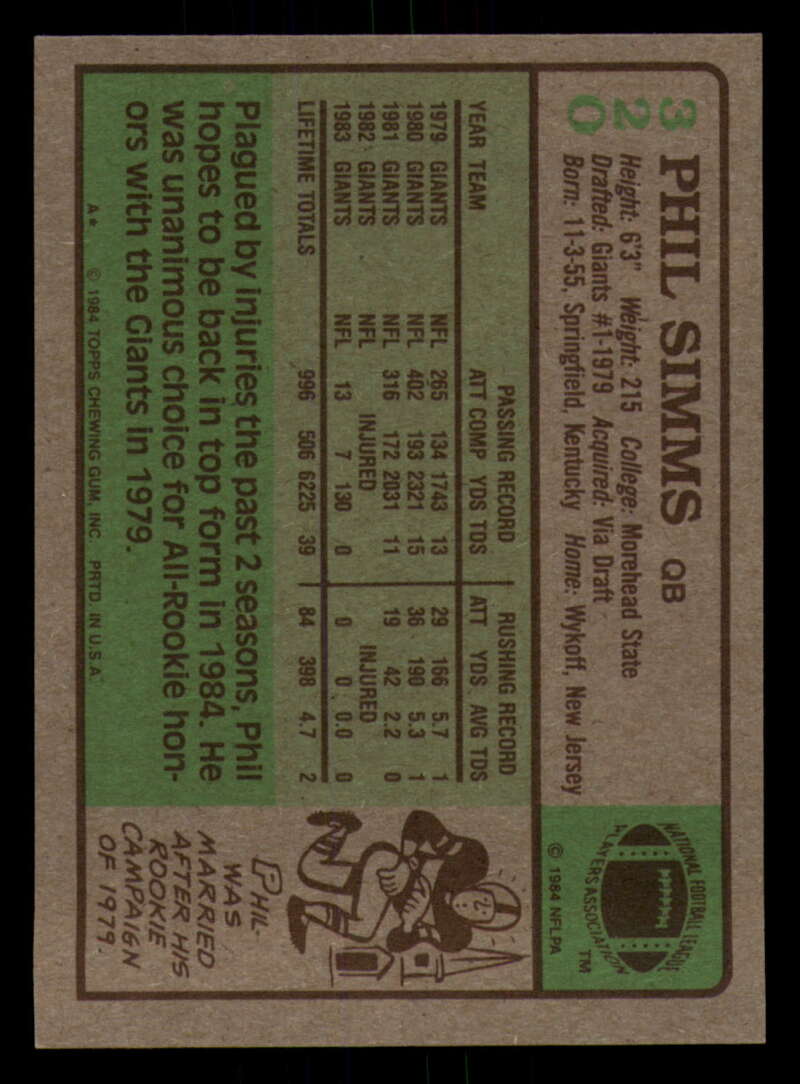 320
PHIL SIMMS QB
Height: 6'3" Weight: 215 College: Morehead State
Drafted: Giants #1-1979 Acquired: Via Draft
Born: 11-3-55, Springfield, Kentucky Home: Wykoff, New Jersey
NATIONAL FOOTBALL LEAGUE
PLAYERS ASSOCIATION
TM
© 1984 NFLPA
PASSING RECORD RUSHING RECORD
YEAR TEAM ATT COMP YDS TDS ATT YDS AVG TDS
1979 GIANTS NFL 265 134 1743 13 29 166 5.7 1
1980 GIANTS NFL 402 193 2321 15 36 190 5.3 1
1981 GIANTS NFL 316 172 2031 11 19 42 2.2 0
1982 GIANTS NFL INJURED INJURED
1983 GIANTS NFL 13 7 130 0 0 0 0.0 0
LIFETIME TOTALS 996 506 6225 39 84 398 4.7 2
Plagued by injuries the past 2 seasons, Phil
hopes to be back in top form in 1984. He
was unanimous choice for All-Rookie hon-
ors with the Giants in 1979.
A* © 1984 TOPPS CHEWING GUM, INC. PRTD. IN U.S.A.
PHIL
WAS
MARRIED
AFTER HIS
ROOKIE
CAMPAIGN
OF 1979.